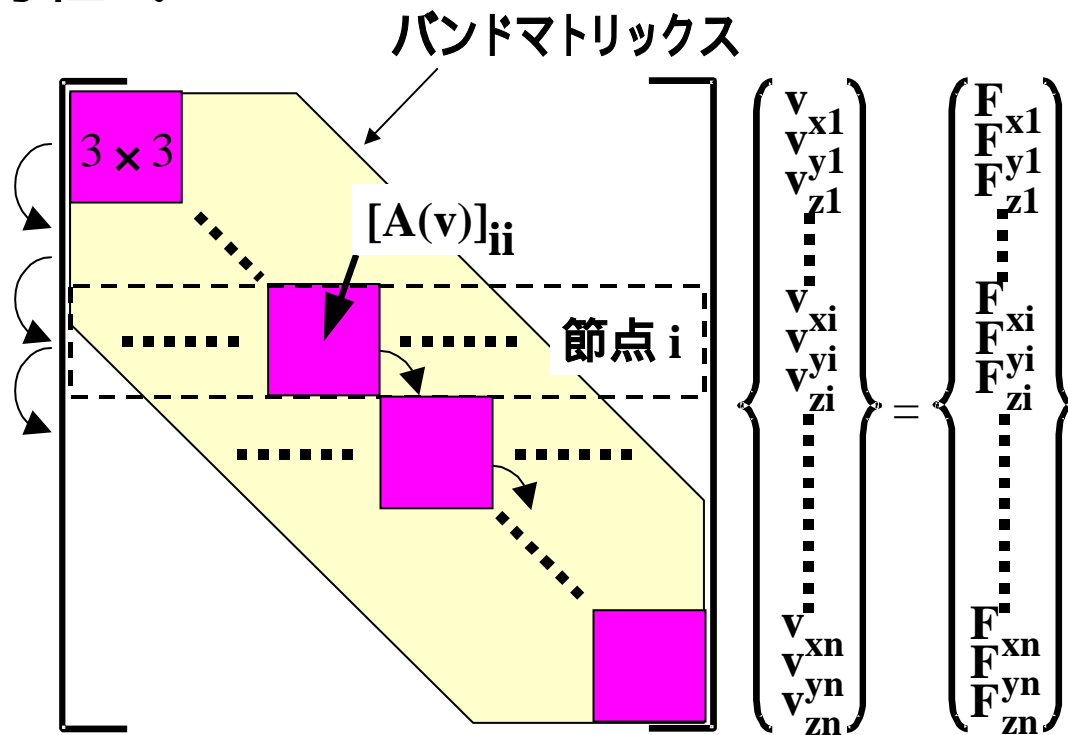 バンドマトリックス
3 × 3
[A(v)]ii
節点 i
vx1
vy1
vz1
vxi
vyi
vzi
vxn
vyn
vzn
=
Fx1
Fy1
Fz1
Fxi
Fyi
Fzi
Fxn
Fyn
Fzn